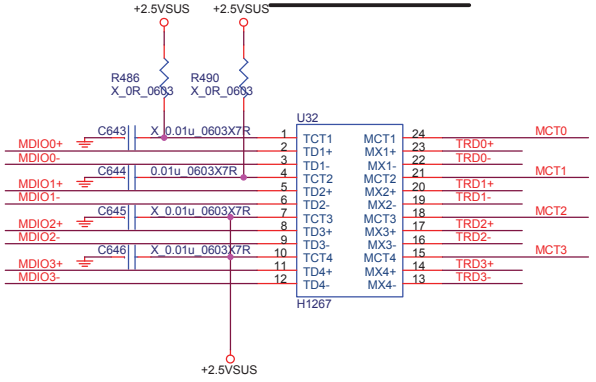 +2.5VSUS +2.5VSUS
R486 R490
X_0R_0603 X_0R_0603
U32
C643 X_0.01u_0603X7R 1 TCT1 MCT1 24 MCT0
MDIO0+ 2 TD1+ MX1+ 23 TRD0+
MDIO0- 3 TD1- MX1- 22 TRD0-
C644 0.01u_0603X7R 4 TCT2 MCT2 21 MCT1
MDIO1+ 5 TD2+ MX2+ 20 TRD1+
MDIO1- 6 TD2- MX2- 19 TRD1-
C645 X_0.01u_0603X7R 7 TCT3 MCT3 18 MCT2
MDIO2+ 8 TD3+ MX3+ 17 TRD2+
MDIO2- 9 TD3- MX3- 16 TRD2-
C646 X_0.01u_0603X7R 10 TCT4 MCT4 15 MCT3
MDIO3+ 11 TD4+ MX4+ 14 TRD3+
MDIO3- 12 TD4- MX4- 13 TRD3-
H1267
+2.5VSUS